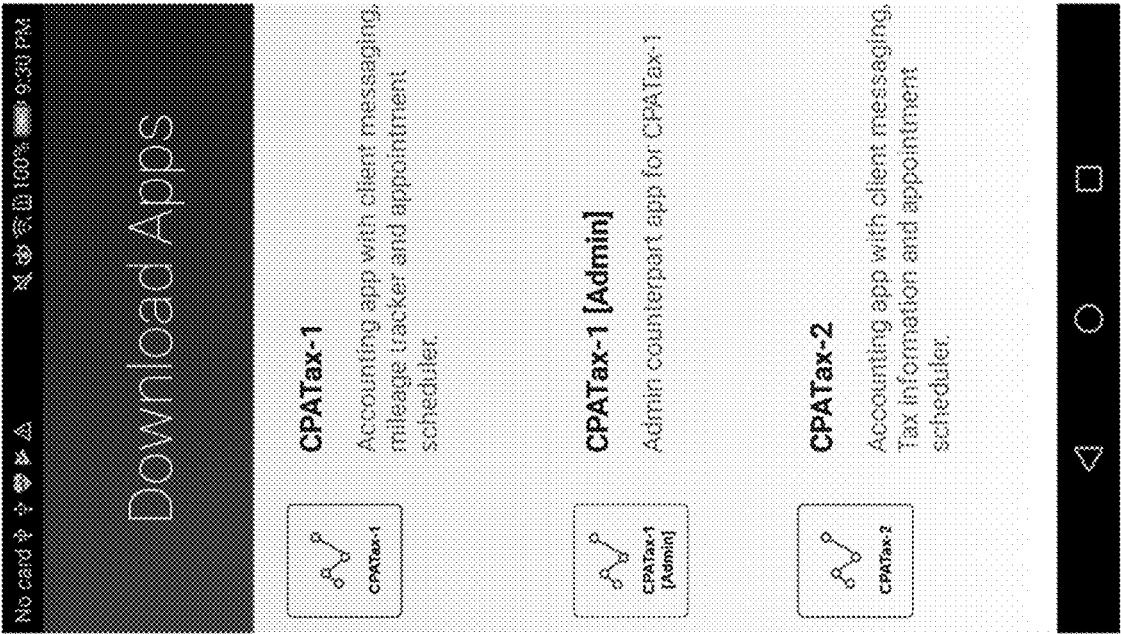 No card 100% 9:30 PM
Download Apps
CPATax-1
CPATax-1
Accounting app with client messaging,
mileage tracker and appointment
scheduler.
CPATax-1
[Admin]
CPATax-1 [Admin]
Admin counterpart app for CPATax-1
CPATax-2
CPATax-2
Accounting app with client messaging,
Tax information and appointment
scheduler.